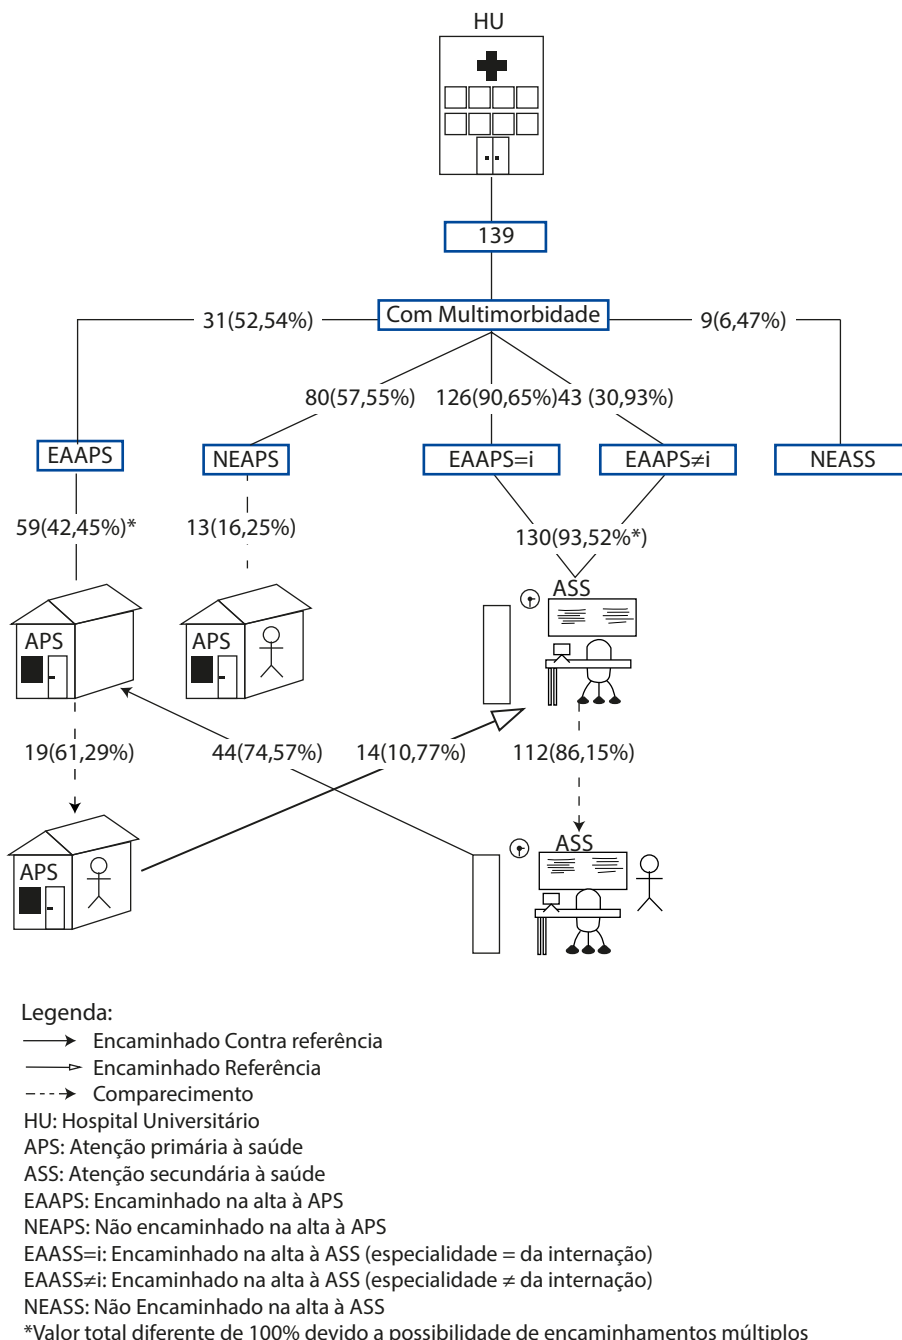 HU
139
Com Multimorbidade
31(52,54%)
9(6,47%)
80(57,55%)
126(90,65%)
43 (30,93%)
EAAPS
NEAPS
EAAPS=i
EAAPS≠i
NEASS
59(42,45%)*
13(16,25%)
130(93,52%*)
ASS
APS
APS
19(61,29%)
44(74,57%)
14(10,77%)
112(86,15%)
ASS
APS
Legenda:
Encaminhado Contra referência
Encaminhado Referência
Comparecimento
HU: Hospital Universitário
APS: Atenção primária à saúde
ASS: Atenção secundária à saúde
EAAPS: Encaminhado na alta à APS
NEAPS: Não encaminhado na alta à APS
EAASS=i: Encaminhado na alta à ASS (especialidade = da internação)
EAASS≠i: Encaminhado na alta à ASS (especialidade ≠ da internação)
NEASS: Não Encaminhado na alta à ASS
*Valor total diferente de 100% devido a possibilidade de encaminhamentos múltiplos